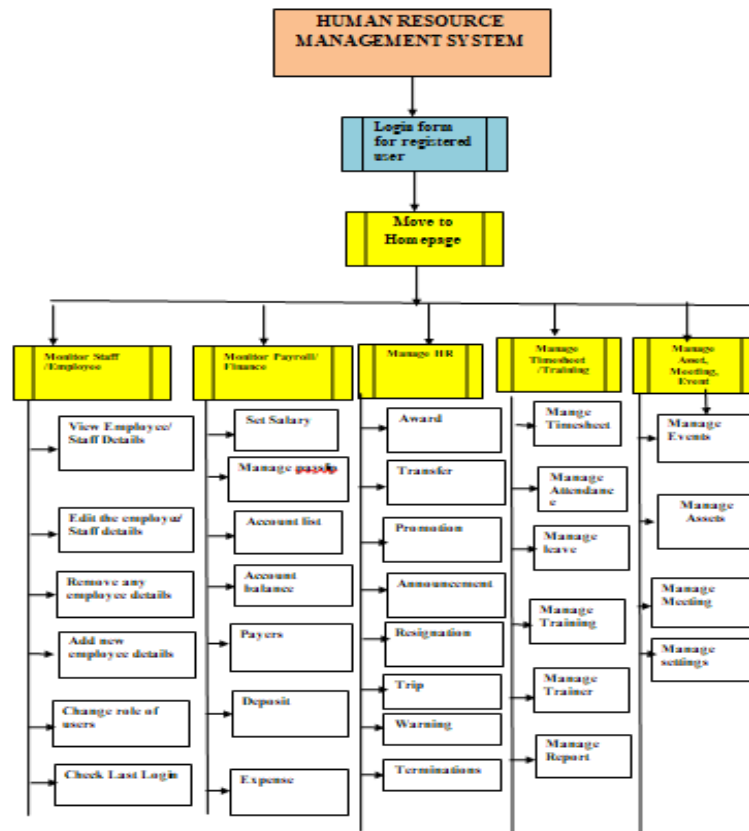 HUMAN RESOURCE
MANAGEMENT SYSTEM
Login form
for registered
user
Move to
Homepage
Monitor Staff
/Employee
Monitor Payroll/
Finance
Manage HR
Manage
Timesheet
/Training
Manage
Asset,
Meeting,
Event
View Employee/
Staff Details
Edit the employee/
Staff details
Remove any
employee details
Add new
employee details
Change role of
users
Check Last Login
Set Salary
Manage payslip
Account list
Account
balance
Payers
Deposit
Expense
Award
Transfer
Promotion
Announcement
Resignation
Trip
Warning
Terminations
Mange
Timesheet
Manage
Attendanc
e
Manage
leave
Manage
Training
Manage
Trainer
Manage
Report
Manage
Events
Manage
Assets
Manage
Meeting
Manage
settings